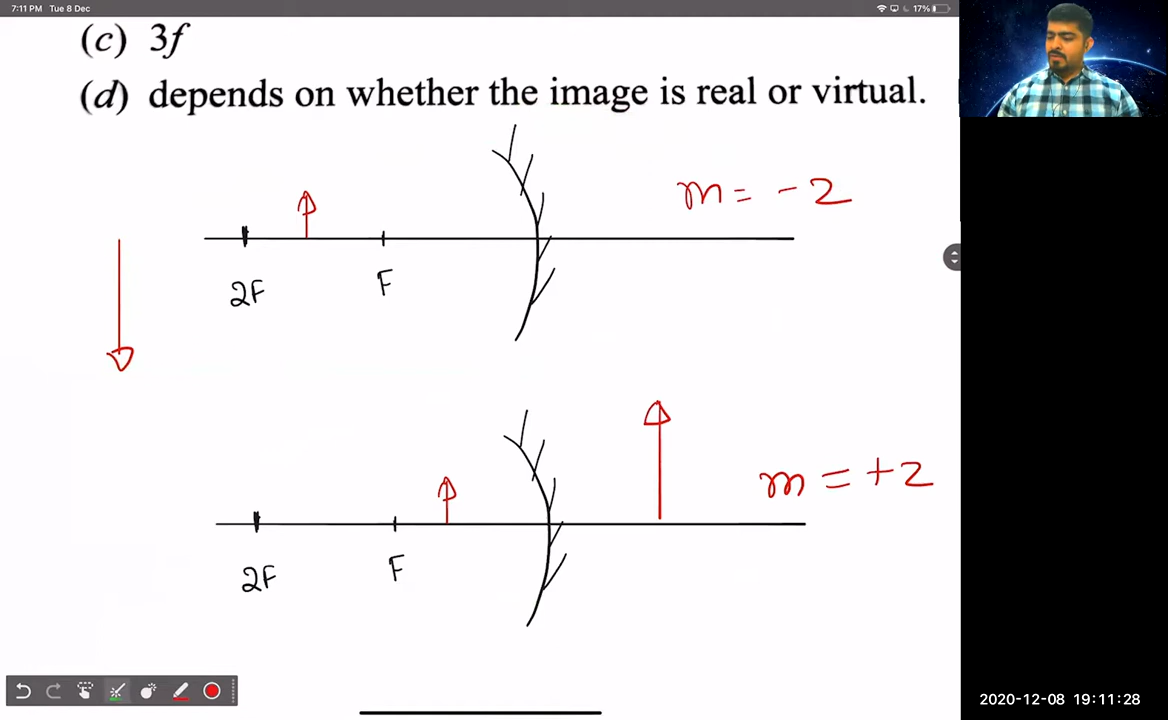 7:11 PM Tue 8 Dec
17%
(c) 3f
(d) depends on whether the image is real or virtual.
m = -2
2F
F
m = +2
2F
F
2020-12-08 19:11:28